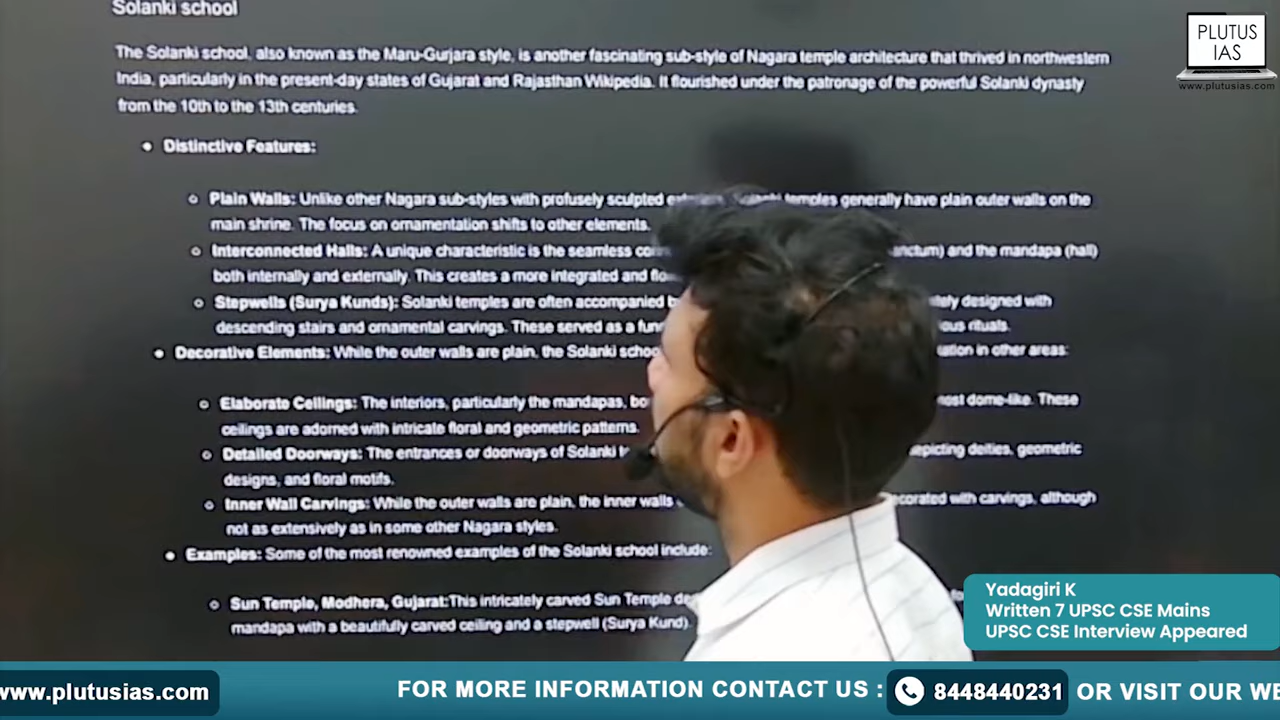 Solanki school
PLUTUS
IAS
www.plutusias.com
The Solanki school, also known as the Maru-Gurjara style, is another fascinating sub-style of Nagara temple architecture that thrived in northwestern
India, particularly in the present-day states of Gujarat and Rajasthan Wikipedia. It flourished under the patronage of the powerful Solanki dynasty
from the 10th to the 13th centuries.
• Distinctive Features:
o Plain Walls: Unlike other Nagara sub-styles with profusely sculpted temples generally have plain outer walls on the
main shrine. The focus on ornamentation shifts to other elements.
o Interconnected Halls: A unique characteristic is the seamless and the mandapa (hall)
both internally and externally. This creates a more integrated and
o Stepwells (Surya Kunds): Solanki temples are often accompanied designed with
descending stairs and ornamental carvings. These served as a rituals.
• Decorative Elements: While the outer walls are plain, the Solanki in other areas:
o Elaborate Ceilings: The interiors, particularly the mandapas, dome-like. These
ceilings are adorned with intricate floral and geometric patterns.
o Detailed Doorways: The entrances or doorways of Solanki deities, geometric
designs, and floral motifs.
o Inner Wall Carvings: While the outer walls are plain, the inner walls with carvings, although
not as extensively as in some other Nagara styles.
• Examples: Some of the most renowned examples of the Solanki school include:
o Sun Temple, Modhera, Gujarat:This intricately carved Sun Temple
mandapa with a beautifully carved ceiling and a stepwell (Surya Kund).
Yadagiri K
Written 7 UPSC CSE Mains
UPSC CSE Interview Appeared
www.plutusias.com FOR MORE INFORMATION CONTACT US : 8448440231 OR VISIT OUR WE